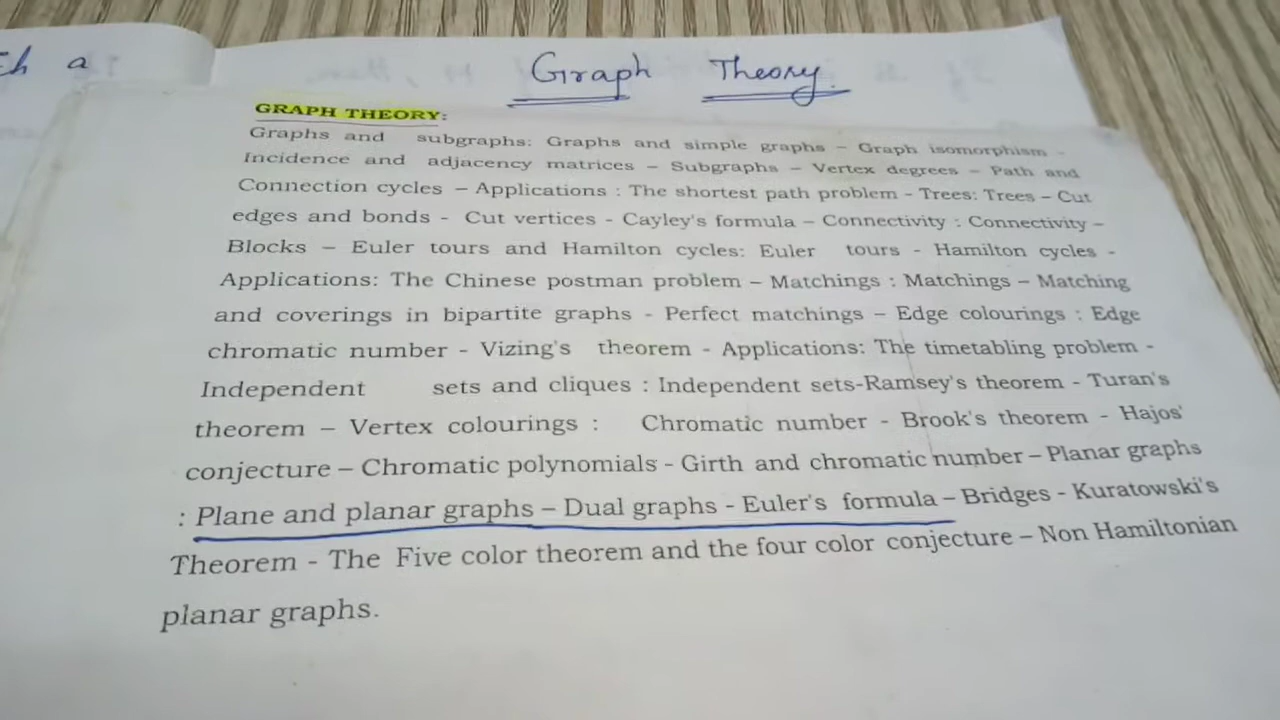 ch a
Graph Theory.
GRAPH THEORY:
Graphs and subgraphs: Graphs and simple graphs – Graph isomorphism -
Incidence and adjacency matrices – Subgraphs – Vertex degrees – Path and
Connection cycles – Applications : The shortest path problem - Trees: Trees – Cut
edges and bonds - Cut vertices - Cayley's formula – Connectivity : Connectivity –
Blocks – Euler tours and Hamilton cycles: Euler tours - Hamilton cycles -
Applications: The Chinese postman problem – Matchings : Matchings – Matching
and coverings in bipartite graphs - Perfect matchings – Edge colourings : Edge
chromatic number - Vizing's theorem - Applications: The timetabling problem -
Independent sets and cliques : Independent sets-Ramsey's theorem - Turan's
theorem – Vertex colourings : Chromatic number - Brook's theorem - Hajos'
conjecture – Chromatic polynomials - Girth and chromatic number – Planar graphs
: Plane and planar graphs – Dual graphs - Euler's formula – Bridges - Kuratowski's
Theorem - The Five color theorem and the four color conjecture – Non Hamiltonian
planar graphs.